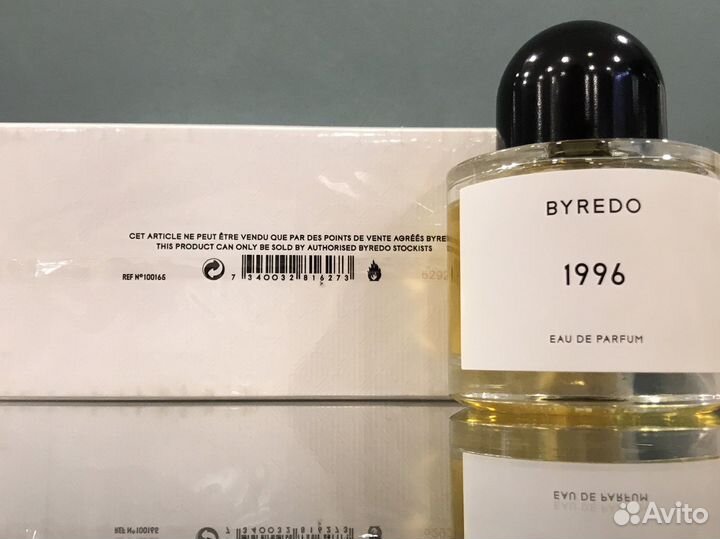 CET ARTICLE NE PEUT ÊTRE VENDU QUE PAR DES POINTS DE VENTE AGRÉÉS
THIS PRODUCT CAN ONLY BE SOLD BY AUTHORISED BYREDO STOCKISTS
REF Nº100165
7 340032 816273
BYREDO
1996
EAU DE PARFUM
Avito